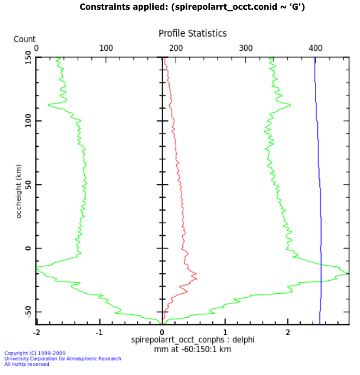 Constraints applied: (spirepolarrt_occt.conid ~ 'G')
Profile Statistics
Count
0 100 200 300 400
150
100
50
0
-50
occheight (km)
-2 -1 0 1 2
spirepolarrt_occt_conphs : delphi
mm at -60:150:1 km
Copyright (C) 1999-2009
University Corporation for Atmospheric Research
All rights reserved